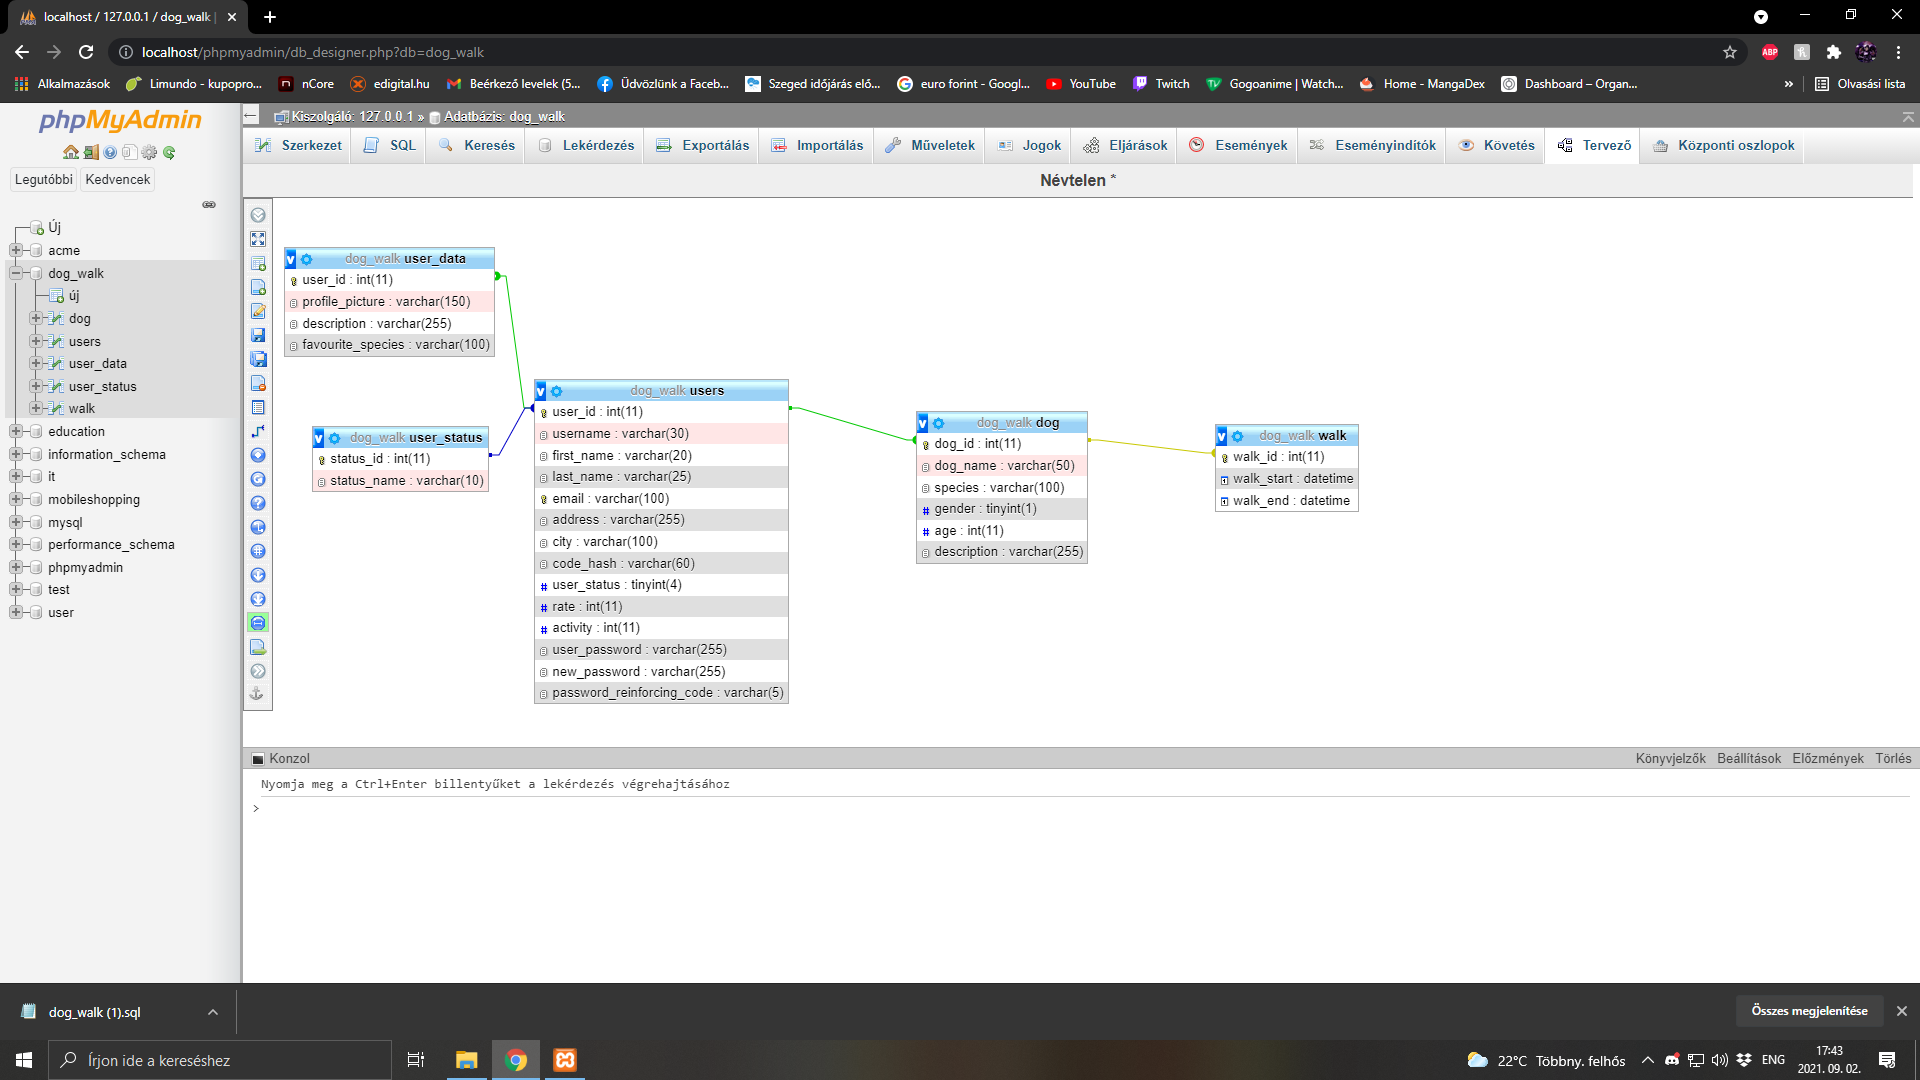 localhost / 127.0.0.1 / dog_walk |
localhost/phpmyadmin/db_designer.php?db=dog_walk
ABP
Alkalmazások Limundo - kupopro... nCore edigital.hu Beérkező levelek (5... Üdvözlünk a Faceb... Szeged időjárás elő... euro forint - Googl... YouTube Twitch Gogoanime | Watch... Home - MangaDex Dashboard – Organ... » Olvasási lista
phpMyAdmin
Kiszolgáló: 127.0.0.1 » Adatbázis: dog_walk
Szerkezet SQL Keresés Lekérdezés Exportálás Importálás Műveletek Jogok Eljárások Események Eseményindítók Követés Tervező Központi oszlopok
Legutóbbi Kedvencek
Névtelen *
Új
acme
dog_walk
új
dog
users
user_data
user_status
walk
education
information_schema
it
mobileshopping
mysql
performance_schema
phpmyadmin
test
user
v dog_walk user_data
user_id : int(11)
profile_picture : varchar(150)
description : varchar(255)
favourite_species : varchar(100)
v dog_walk user_status
status_id : int(11)
status_name : varchar(10)
v dog_walk users
user_id : int(11)
username : varchar(30)
first_name : varchar(20)
last_name : varchar(25)
email : varchar(100)
address : varchar(255)
city : varchar(100)
code_hash : varchar(60)
# user_status : tinyint(4)
# rate : int(11)
# activity : int(11)
user_password : varchar(255)
new_password : varchar(255)
password_reinforcing_code : varchar(5)
v dog_walk dog
dog_id : int(11)
dog_name : varchar(50)
species : varchar(100)
# gender : tinyint(1)
# age : int(11)
description : varchar(255)
v dog_walk walk
walk_id : int(11)
walk_start : datetime
walk_end : datetime
Konzol Könyvjelzők Beállítások Előzmények Törlés
Nyomja meg a Ctrl+Enter billentyűket a lekérdezés végrehajtásához
>
dog_walk (1).sql
Összes megjelenítése
Írjon ide a kereséshez
22°C Többny. felhős
ENG
17:43
2021. 09. 02.